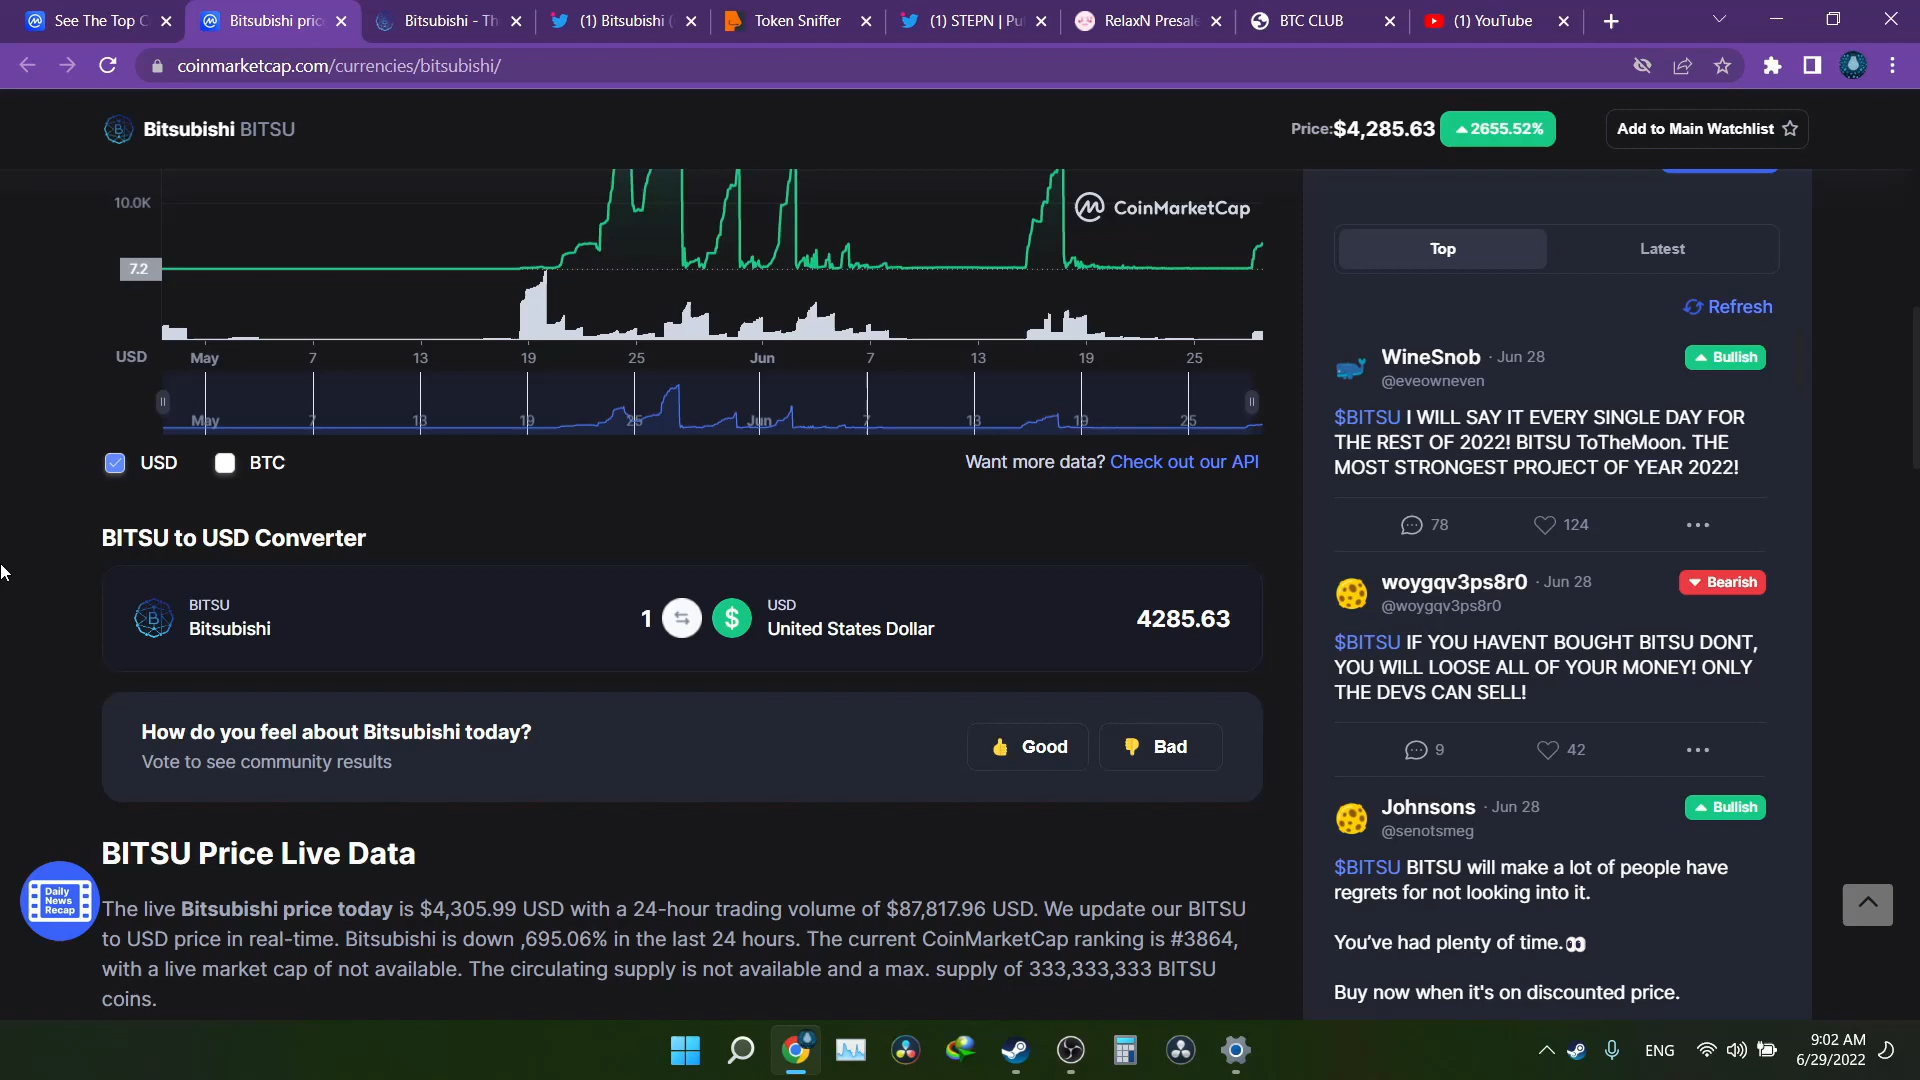 See The Top C
Bitsubishi pric
Bitsubishi - Th
(1) Bitsubishi (
Token Sniffer
(1) STEPN | Pu
RelaxN Presale
BTC CLUB
(1) YouTube
coinmarketcap.com/currencies/bitsubishi/
Bitsubishi BITSU
Price:$4,285.63
2655.52%
Add to Main Watchlist
10.0K
CoinMarketCap
7.2
USD
May 7 13 19 25 Jun 7 13 19 25
May 7 13 19 25 Jun 7 13 19 25
USD
BTC
Want more data? Check out our API
BITSU to USD Converter
BITSU
Bitsubishi
1
$
USD
United States Dollar
4285.63
How do you feel about Bitsubishi today?
Vote to see community results
Good
Bad
BITSU Price Live Data
The live Bitsubishi price today is $4,305.99 USD with a 24-hour trading volume of $87,817.96 USD. We update our BITSU
to USD price in real-time. Bitsubishi is down ,695.06% in the last 24 hours. The current CoinMarketCap ranking is #3864,
with a live market cap of not available. The circulating supply is not available and a max. supply of 333,333,333 BITSU
coins.
Daily
News
Recap
Top
Latest
Refresh
WineSnob · Jun 28
Bullish
@eveowneven
$BITSU I WILL SAY IT EVERY SINGLE DAY FOR
THE REST OF 2022! BITSU ToTheMoon. THE
MOST STRONGEST PROJECT OF YEAR 2022!
78
124
woygqv3ps8r0 · Jun 28
Bearish
@woygqv3ps8r0
$BITSU IF YOU HAVENT BOUGHT BITSU DONT,
YOU WILL LOOSE ALL OF YOUR MONEY! ONLY
THE DEVS CAN SELL!
9
42
Johnsons · Jun 28
Bullish
@senotsmeg
$BITSU BITSU will make a lot of people have
regrets for not looking into it.
You've had plenty of time.👀
Buy now when it's on discounted price.
ENG
9:02 AM
6/29/2022